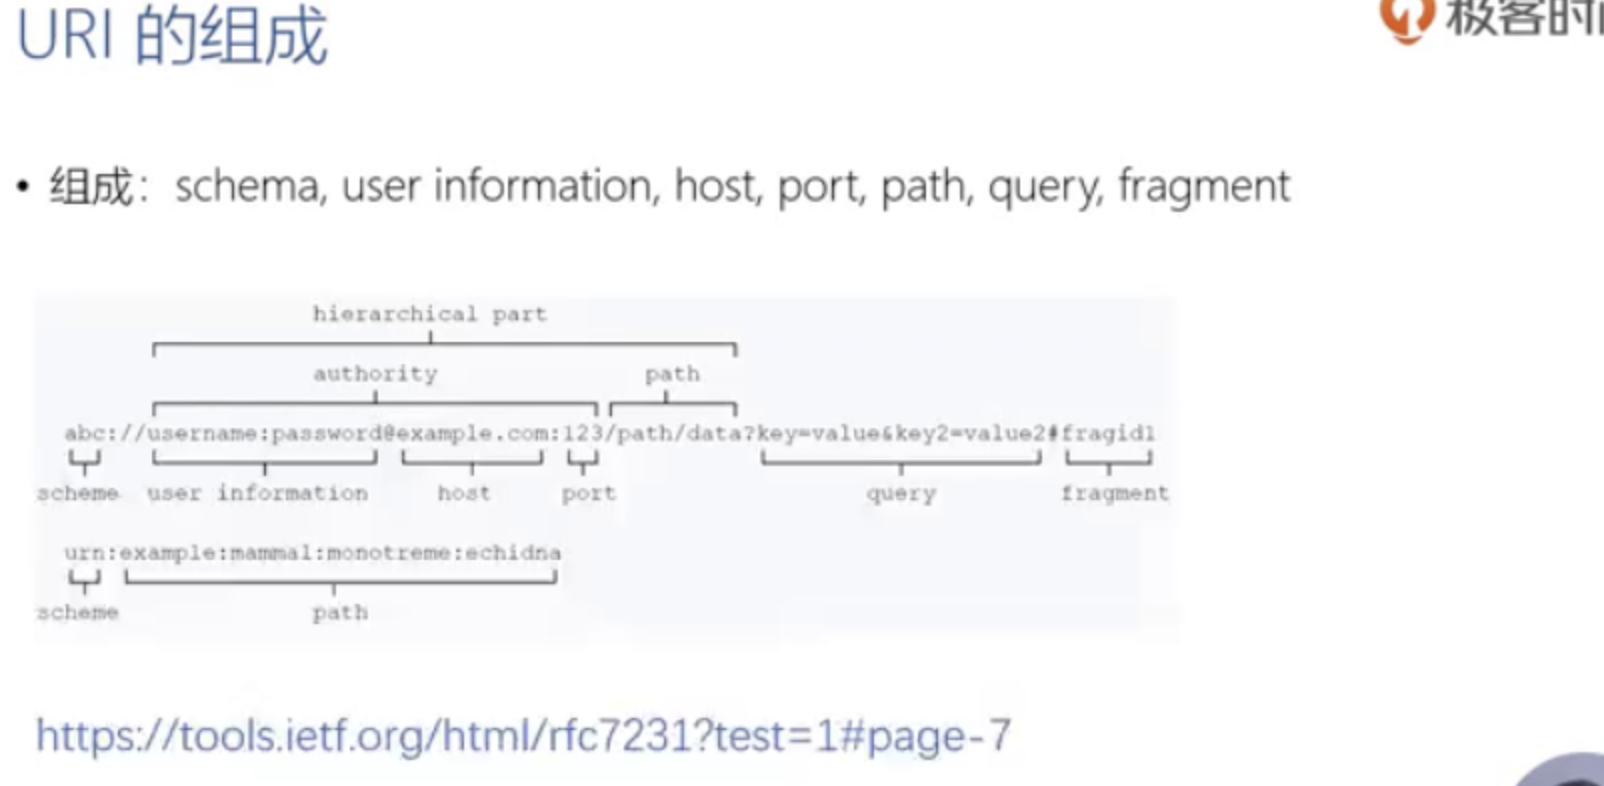 URI 的组成
极客时
• 组成：schema, user information, host, port, path, query, fragment
hierarchical part
authority path
abc://username:password@example.com:123/path/data?key=value&key2=value2#fragid1
scheme user information host port query fragment
urn:example:mammal:monotreme:echidna
scheme path
https://tools.ietf.org/html/rfc7231?test=1#page-7